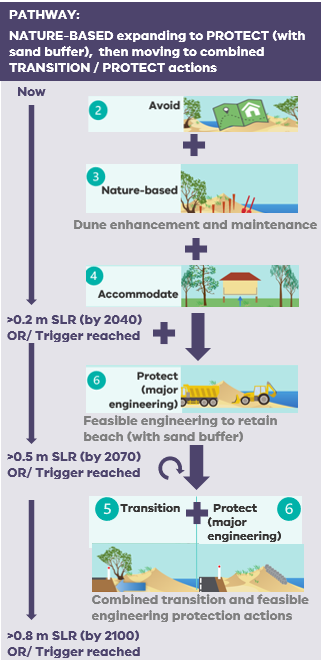 PATHWAY:
NATURE-BASED expanding to PROTECT (with
sand buffer), then moving to combined
TRANSITION / PROTECT actions
Now
2
Avoid
+
3
Nature-based
Dune enhancement and maintenance
+
4
Accommodate
>0.2 m SLR (by 2040)
OR/ Trigger reached
+
6
Protect
(major
engineering)
Feasible engineering to retain
beach (with sand buffer)
>0.5 m SLR (by 2070)
OR/ Trigger reached
5 Transition + Protect 6
(major
engineering)
Combined transition and feasible
engineering protection actions
>0.8 m SLR (by 2100)
OR/ Trigger reached